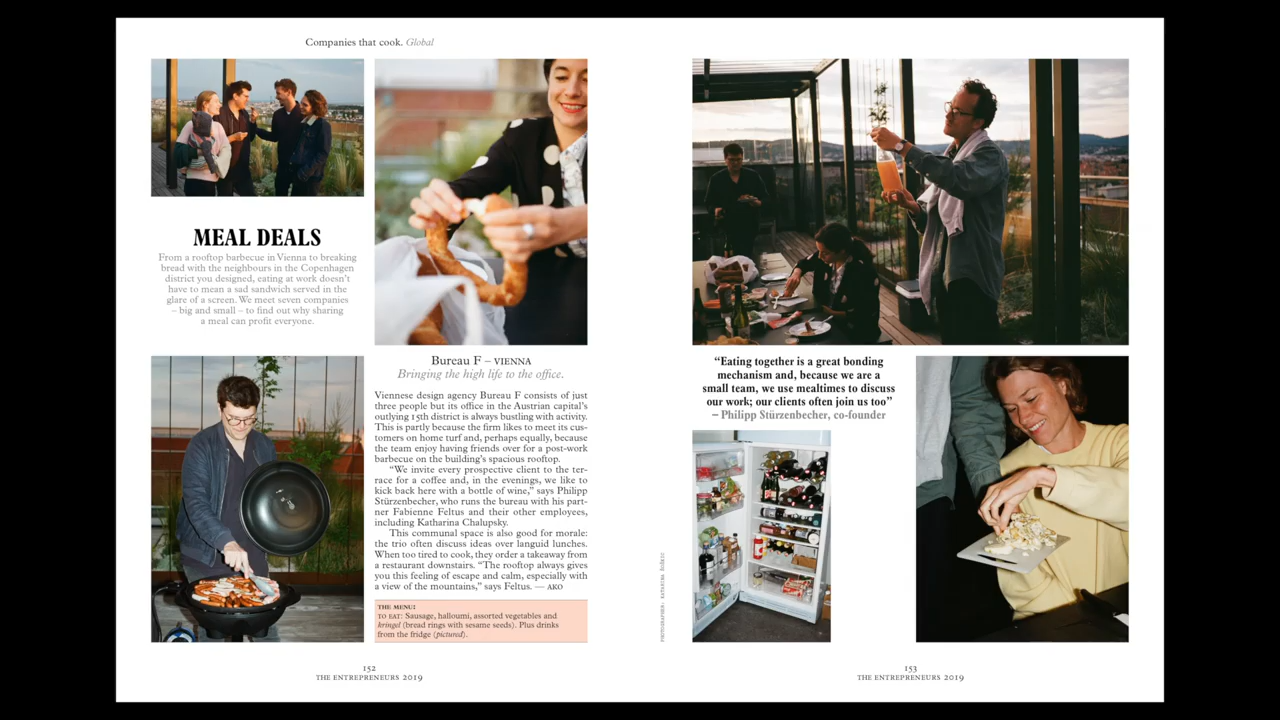 Companies that cook. Global
MEAL DEALS
From a rooftop barbecue in Vienna to breaking
bread with the neighbours in the Copenhagen
district you designed, eating at work doesn't
have to mean a sad sandwich served in the
glare of a screen. We meet seven companies
– big and small – to find out why sharing
a meal can profit everyone.
Bureau F – VIENNA
Bringing the high life to the office.
Viennese design agency Bureau F consists of just
three people but its office in the Austrian capital's
outlying 15th district is always bustling with activity.
This is partly because the firm likes to meet its cus-
tomers on home turf and, perhaps equally, because
the team enjoy having friends over for a post-work
barbecue on the building's spacious rooftop.
"We invite every prospective client to the ter-
race for a coffee and, in the evenings, we like to
kick back here with a bottle of wine," says Philipp
Stürzenbecher, who runs the bureau with his part-
ner Fabienne Feltus and their other employees,
including Katharina Chalupsky.
This communal space is also good for morale:
the trio often discuss ideas over languid lunches.
When too tired to cook, they order a takeaway from
a restaurant downstairs. "The rooftop always gives
you this feeling of escape and calm, especially with
a view of the mountains," says Feltus. — AKO
THE MENU:
TO EAT: Sausage, halloumi, assorted vegetables and
kringel (bread rings with sesame seeds). Plus drinks
from the fridge (pictured).
152
THE ENTREPRENEURS 2019
"Eating together is a great bonding
mechanism and, because we are a
small team, we use mealtimes to discuss
our work; our clients often join us too"
– Philipp Stürzenbecher, co-founder
PHOTOGRAPHER: KATARINA ŠOŠKIĆ
153
THE ENTREPRENEURS 2019